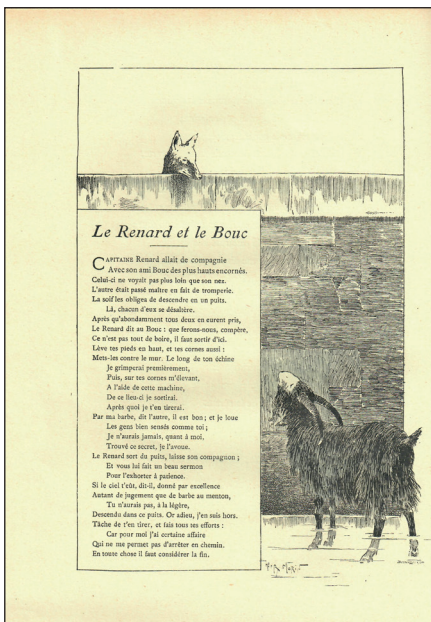 Le Renard et le Bouc
CAPITAINE Renard allait de compagnie
Avec son ami Bouc des plus hauts encornés.
Celui-ci ne voyait pas plus loin que son nez.
L'autre était passé maître en fait de tromperie.
La soif les obligea de descendre en un puits.
Là, chacun d'eux se désaltère.
Après qu'abondamment tous deux en eurent pris,
Le Renard dit au Bouc : que ferons-nous, compère,
Ce n'est pas tout de boire, il faut sortir d'ici.
Lève tes pieds en haut, et tes cornes aussi :
Mets-les contre le mur. Le long de ton échine
Je grimperai premièrement,
Puis, sur tes cornes m'élevant,
A l'aide de cette machine,
De ce lieu-ci je sortirai.
Après quoi je t'en tirerai.
Par ma barbe, dit l'autre, il est bon ; et je loue
Les gens bien sensés comme toi ;
Je n'aurais jamais, quant à moi,
Trouvé ce secret, je l'avoue.
Le Renard sort du puits, laisse son compagnon ;
Et vous lui fait un beau sermon
Pour l'exhorter à patience.
Si le ciel t'eût, dit-il, donné par excellence
Autant de jugement que de barbe au menton,
Tu n'aurais pas, à la légère,
Descendu dans ce puits. Or adieu, j'en suis hors.
Tâche de t'en tirer, et fais tous tes efforts :
Car pour moi j'ai certaine affaire
Qui ne me permet pas d'arrêter en chemin.
En toute chose il faut considérer la fin.